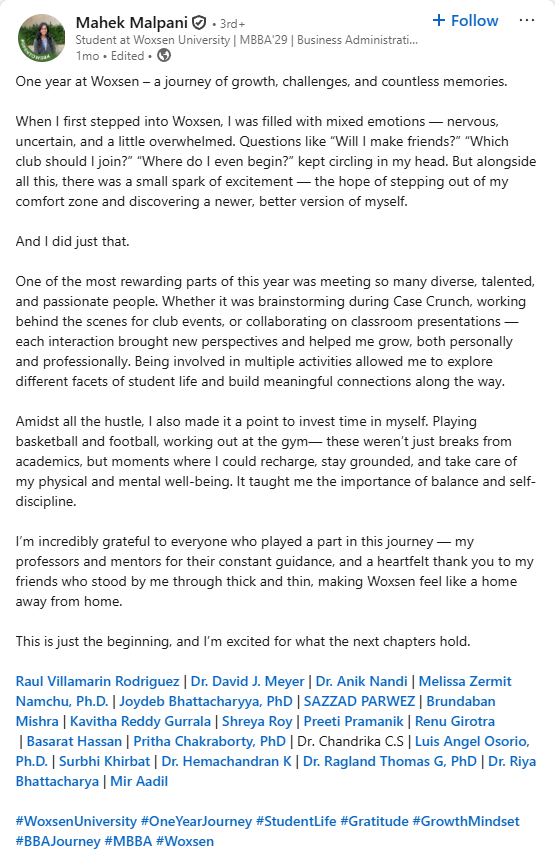 Mahek Malpani • 3rd+
+ Follow
Student at Woxsen University | MBBA'29 | Business Administrati...
1mo • Edited •
One year at Woxsen – a journey of growth, challenges, and countless memories.
When I first stepped into Woxsen, I was filled with mixed emotions — nervous,
uncertain, and a little overwhelmed. Questions like “Will I make friends?” “Which
club should I join?” “Where do I even begin?” kept circling in my head. But alongside
all this, there was a small spark of excitement — the hope of stepping out of my
comfort zone and discovering a newer, better version of myself.
And I did just that.
One of the most rewarding parts of this year was meeting so many diverse, talented,
and passionate people. Whether it was brainstorming during Case Crunch, working
behind the scenes for club events, or collaborating on classroom presentations —
each interaction brought new perspectives and helped me grow, both personally
and professionally. Being involved in multiple activities allowed me to explore
different facets of student life and build meaningful connections along the way.
Amidst all the hustle, I also made it a point to invest time in myself. Playing
basketball and football, working out at the gym— these weren’t just breaks from
academics, but moments where I could recharge, stay grounded, and take care of
my physical and mental well-being. It taught me the importance of balance and self-
discipline.
I’m incredibly grateful to everyone who played a part in this journey — my
professors and mentors for their constant guidance, and a heartfelt thank you to my
friends who stood by me through thick and thin, making Woxsen feel like a home
away from home.
This is just the beginning, and I’m excited for what the next chapters hold.
Raul Villamarin Rodriguez | Dr. David J. Meyer | Dr. Anik Nandi | Melissa Zermit
Namchu, Ph.D. | Joydeb Bhattacharyya, PhD | SAZZAD PARWEZ | Brundaban
Mishra | Kavitha Reddy Gurrala | Shreya Roy | Preeti Pramanik | Renu Girotra
| Basarat Hassan | Pritha Chakraborty, PhD | Dr. Chandrika C.S | Luis Angel Osorio,
Ph.D. | Surbhi Khirbat | Dr. Hemachandran K | Dr. Ragland Thomas G, PhD | Dr. Riya
Bhattacharya | Mir Aadil
#WoxsenUniversity #OneYearJourney #StudentLife #Gratitude #GrowthMindset
#BBAJourney #MBBA #Woxsen